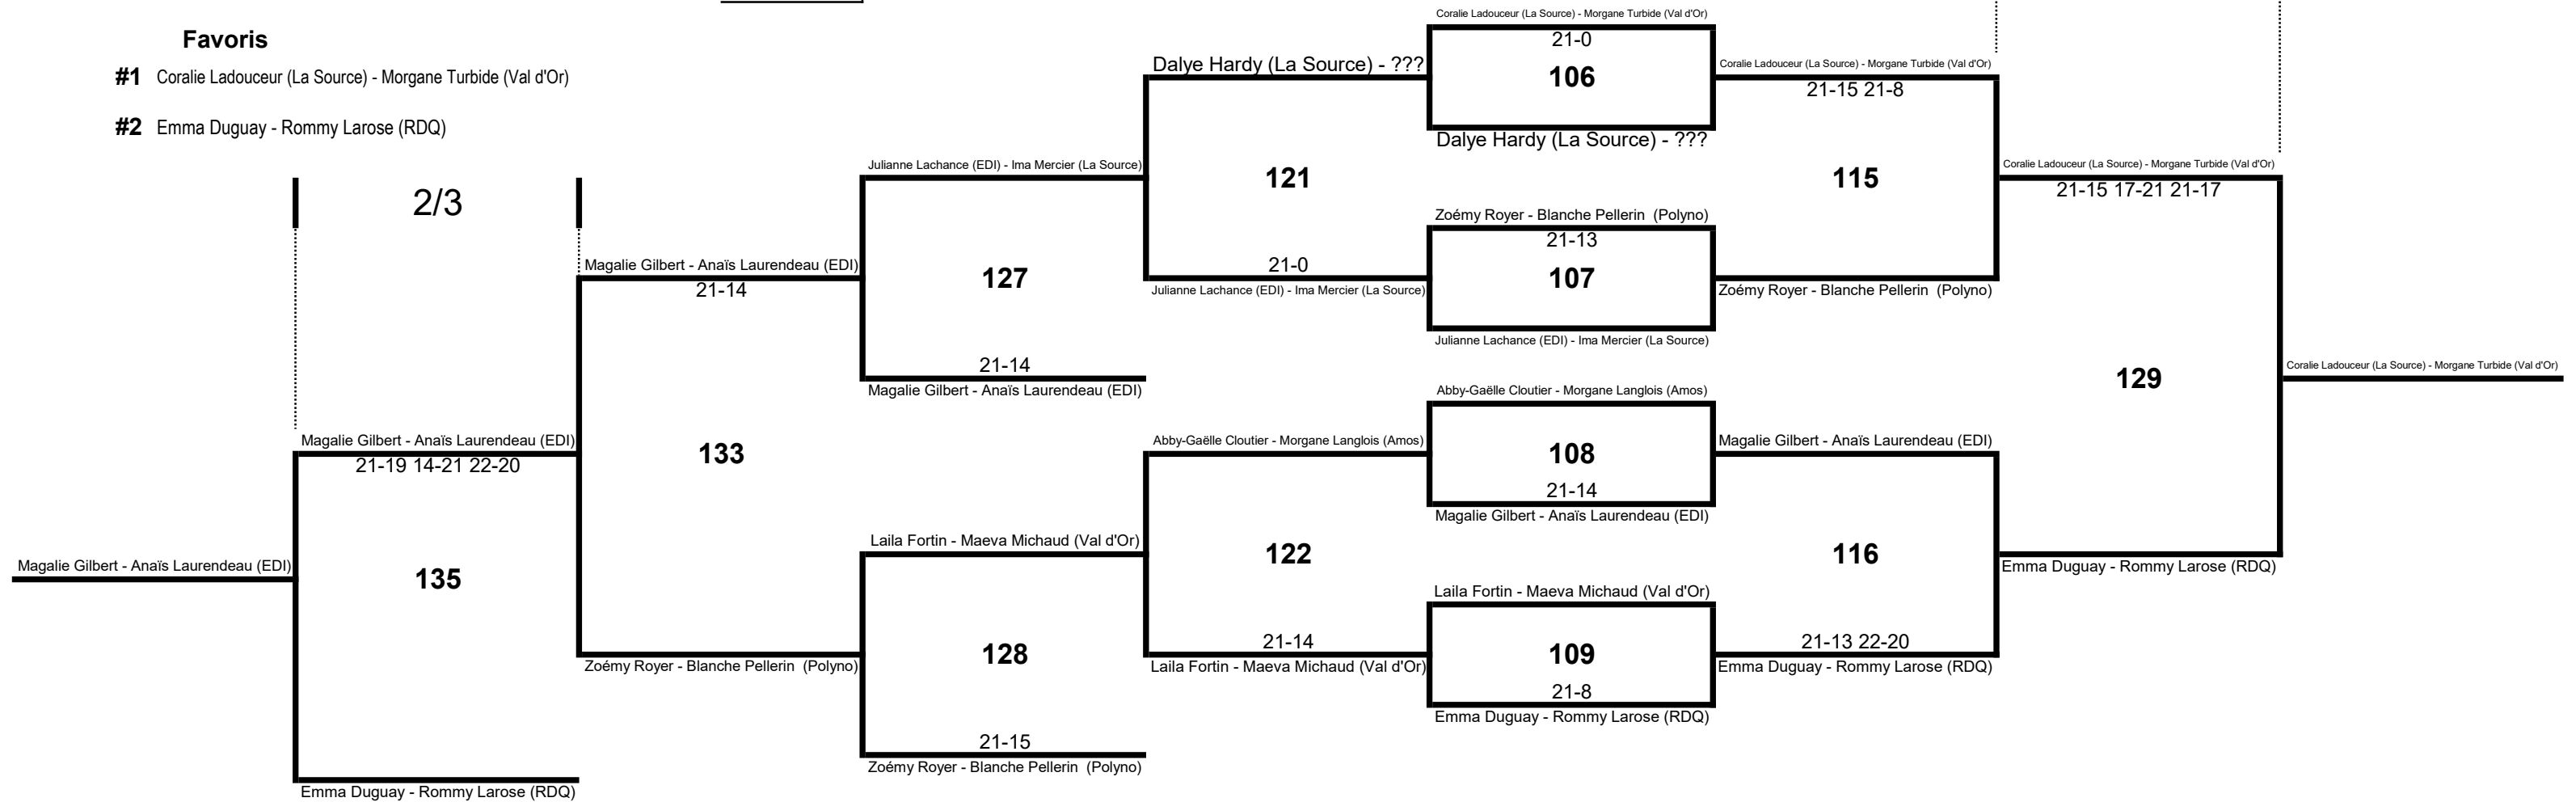 Favoris
#1 Coralie Ladouceur (La Source) - Morgane Turbide (Val d'Or)
#2 Emma Duguay - Rommy Larose (RDQ)
2/3
Magalie Gilbert - Anaïs Laurendeau (EDI)
135
Magalie Gilbert - Anaïs Laurendeau (EDI)
21-19 14-21 22-20
Emma Duguay - Rommy Larose (RDQ)
Magalie Gilbert - Anaïs Laurendeau (EDI)
21-14
133
Zoémy Royer - Blanche Pellerin (Polyno)
Julianne Lachance (EDI) - Ima Mercier (La Source)
127
21-14
Magalie Gilbert - Anaïs Laurendeau (EDI)
Laila Fortin - Maeva Michaud (Val d'Or)
128
21-15
Zoémy Royer - Blanche Pellerin (Polyno)
Dalye Hardy (La Source) - ???
121
21-0
Julianne Lachance (EDI) - Ima Mercier (La Source)
Abby-Gaëlle Cloutier - Morgane Langlois (Amos)
122
21-14
Laila Fortin - Maeva Michaud (Val d'Or)
Coralie Ladouceur (La Source) - Morgane Turbide (Val d'Or)
21-0
106
Dalye Hardy (La Source) - ???
Zoémy Royer - Blanche Pellerin (Polyno)
21-13
107
Julianne Lachance (EDI) - Ima Mercier (La Source)
Abby-Gaëlle Cloutier - Morgane Langlois (Amos)
108
21-14
Magalie Gilbert - Anaïs Laurendeau (EDI)
Laila Fortin - Maeva Michaud (Val d'Or)
109
21-8
Emma Duguay - Rommy Larose (RDQ)
Coralie Ladouceur (La Source) - Morgane Turbide (Val d'Or)
21-15 21-8
115
Zoémy Royer - Blanche Pellerin (Polyno)
Magalie Gilbert - Anaïs Laurendeau (EDI)
116
21-13 22-20
Emma Duguay - Rommy Larose (RDQ)
Coralie Ladouceur (La Source) - Morgane Turbide (Val d'Or)
21-15 17-21 21-17
129
Emma Duguay - Rommy Larose (RDQ)
Coralie Ladouceur (La Source) - Morgane Turbide (Val d'Or)